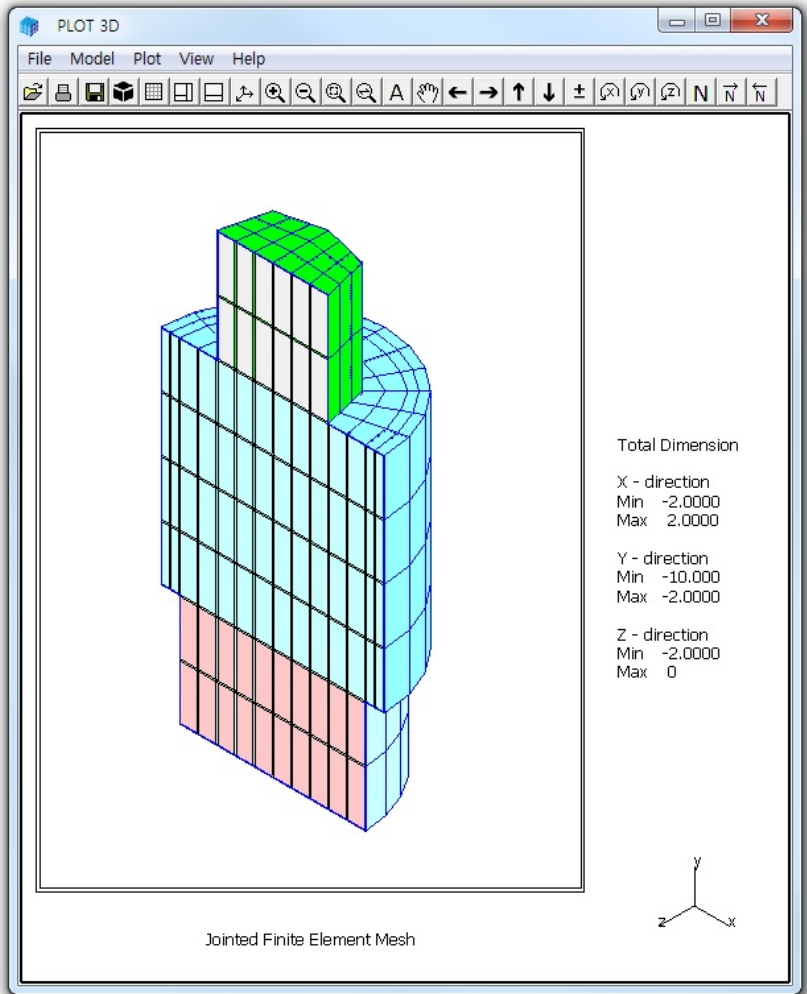 PLOT 3D
File Model Plot View Help
A ± x y z N N N
Total Dimension
X - direction
Min -2.0000
Max 2.0000
Y - direction
Min -10.000
Max -2.0000
Z - direction
Min -2.0000
Max 0
y
z x
Jointed Finite Element Mesh